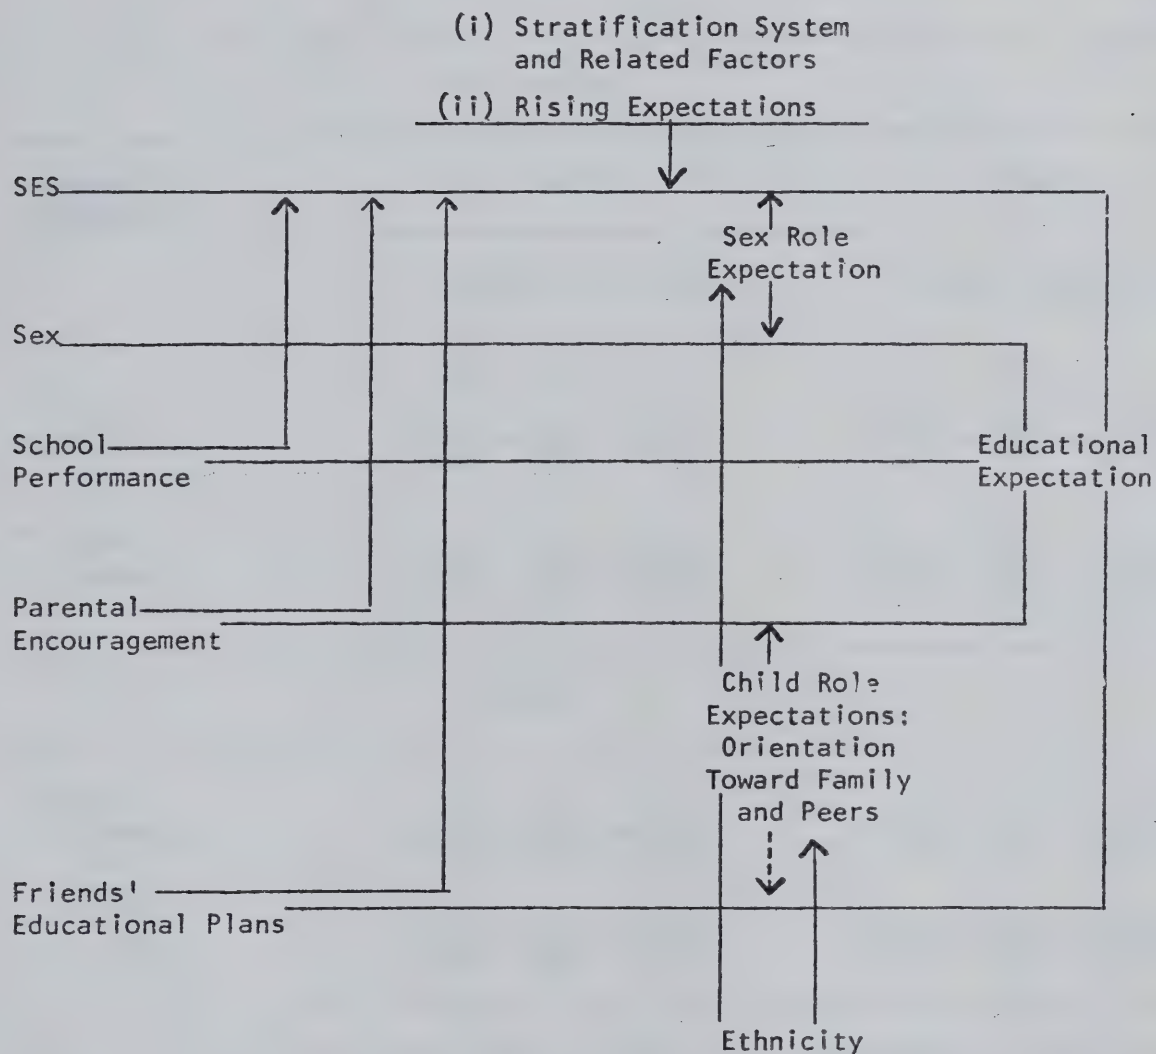 (i) Stratification System
and Related Factors
(ii) Rising Expectations
SES
Sex Role
Expectation
Sex
School
Performance
Educational
Expectation
Parental
Encouragement
Child Role
Expectations:
Orientation
Toward Family
and Peers
Friends'
Educational Plans
Ethnicity